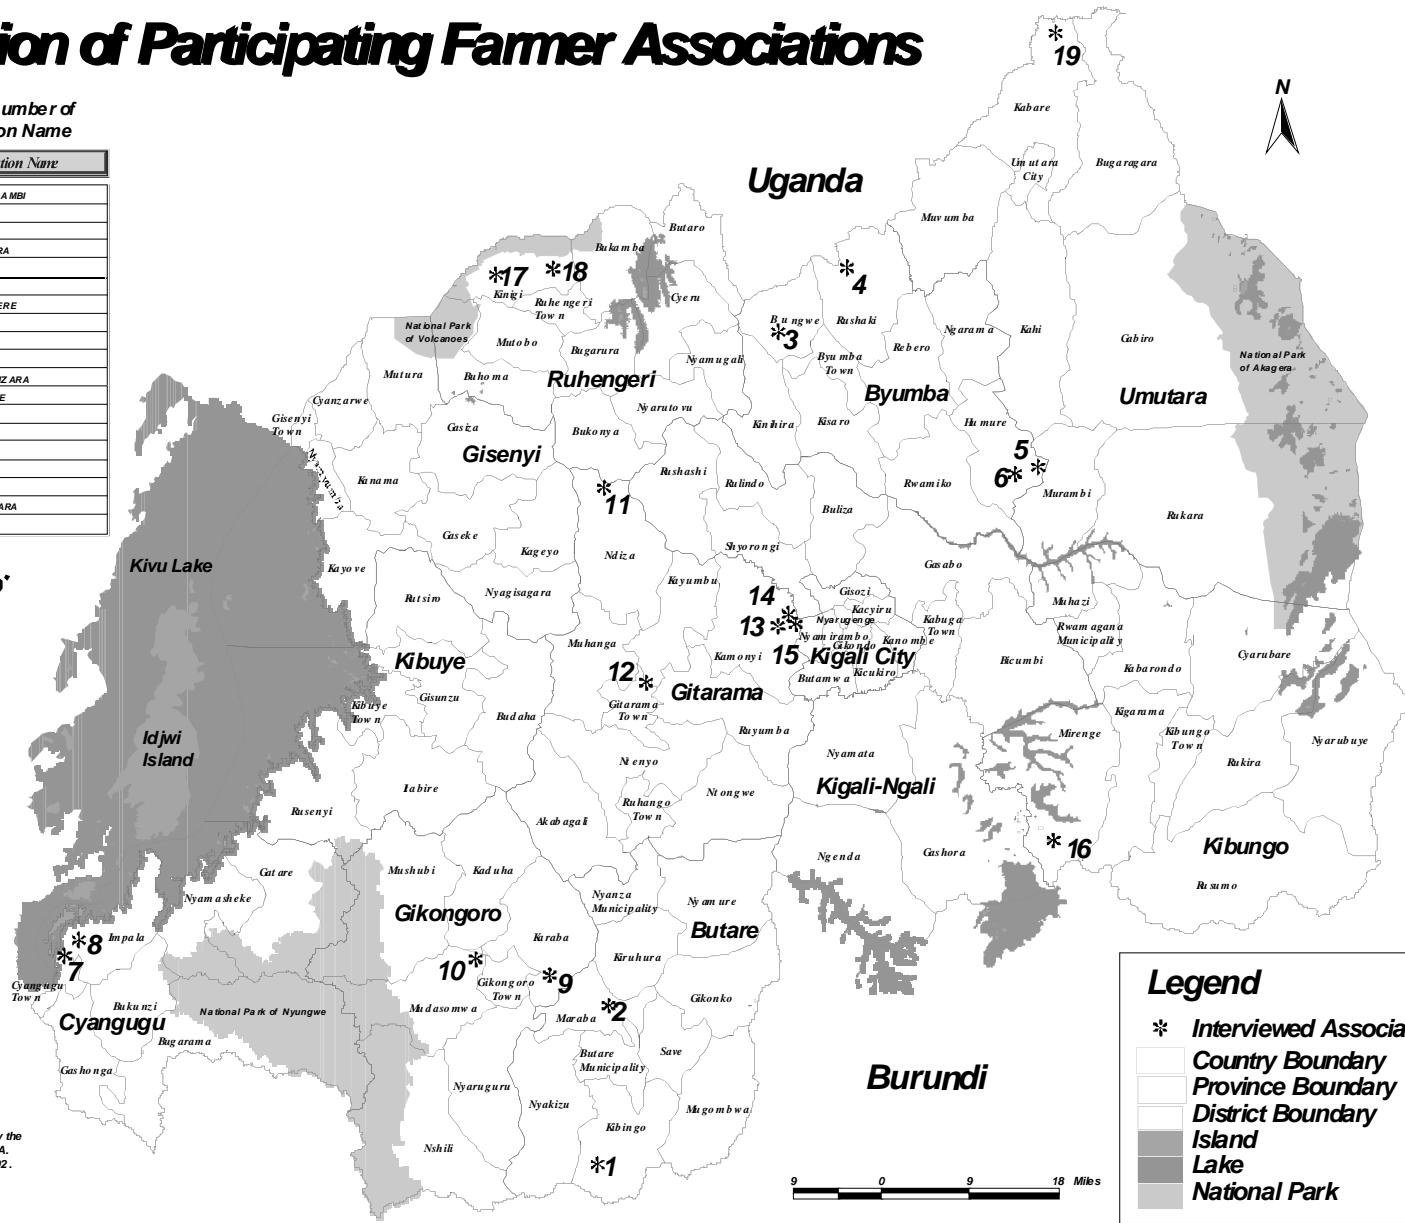 ion of Participating Farmer Associations
umber of
on Name
tion Name
AMBI
RA
ERE
ZARA
E
ARA
N
19
Kabare
Umutara
City
Bugaragara
Uganda
Muvumba
Butaro
Bukamba
17
18
4
Kinigi
Ruhengeri
Town
Cyeru
National Park
of Volcanoes
Bungwe
3
Rushaki
Ngarama
Kahi
Gabiro
Mutobo
Bugarura
Rebero
Byumba
Town
Nyamugali
National Park
of Akagera
Mutura
Buhoma
Ruhengeri
Byumba
Umutara
Cyanzarwe
Nyarutovu
Gisenyi
Town
Gasiza
Bukonya
Kinihira
Kisaro
Humure
Gisenyi
5
6
Kanama
Rushashi
Rulindo
Rwamiko
Murambi
11
Buliza
Rukara
Gaseke
Kageyo
Ndiza
Shyorongi
Kivu Lake
Kayove
Gasabo
Rutsiro
Nyagisagara
Kayumbu
14
13
15
Gisozi
Kacyiru
Nyarugenge
Nyamirambo
Gikondo
Kanombe
Kabuga
Town
Muhazi
Rwamagana
Municipality
Muhanga
Kibuye
Kamonyi
Kigali City
Butamwa
Kicukiro
Bicumbi
Kabarondo
Cyarubare
12
Gitarama
Gisunzu
Gitarama
Town
Kibuye
Town
Budaha
Ruyumba
Kigarama
Mirenge
Kibungo
Town
Nyarubuye
Idjwi
Island
Ntenyo
Nyamata
Rukira
Itabire
Kigali-Ngali
Ntongwe
Rusenyi
Akabagali
Ruhango
Town
16
Kibungo
Ngenda
Gashora
Gatare
Mushubi
Kaduha
Rusumo
Nyamasheke
Nyanza
Municipality
Nyamure
Gikongoro
Butare
8
Impala
Karaba
7
10
9
Kiruhura
Cyangugu
Town
Gikongoro
Town
Bukunzi
Mudasomwa
Maraba
2
Gikonko
Cyangugu
National Park of Nyungwe
Bugarama
Butare
Municipality
Save
Gashonga
Burundi
Nyaruguru
Nyakizu
Mugombwa
Kibingo
Nshili
1
y the
A.
02.
9 0 9 18 Miles
Legend
Interviewed Associa
Country Boundary
Province Boundary
District Boundary
Island
Lake
National Park